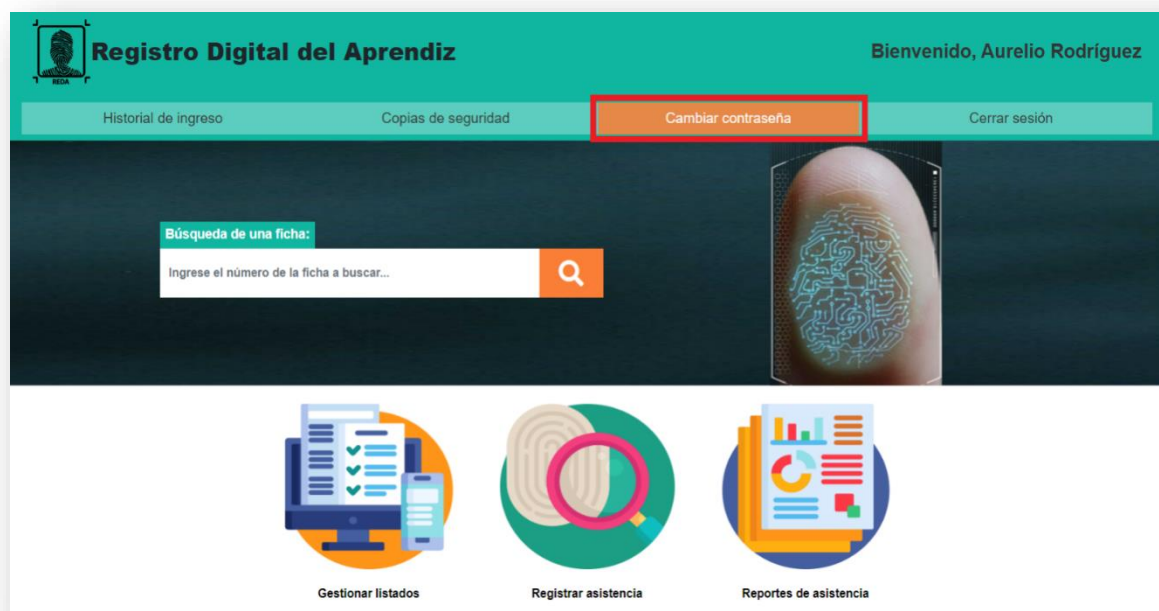 REDA
Registro Digital del Aprendiz
Bienvenido, Aurelio Rodríguez
Historial de ingreso
Copias de seguridad
Cambiar contraseña
Cerrar sesión
Búsqueda de una ficha:
Ingrese el número de la ficha a buscar...
Gestionar listados
Registrar asistencia
Reportes de asistencia